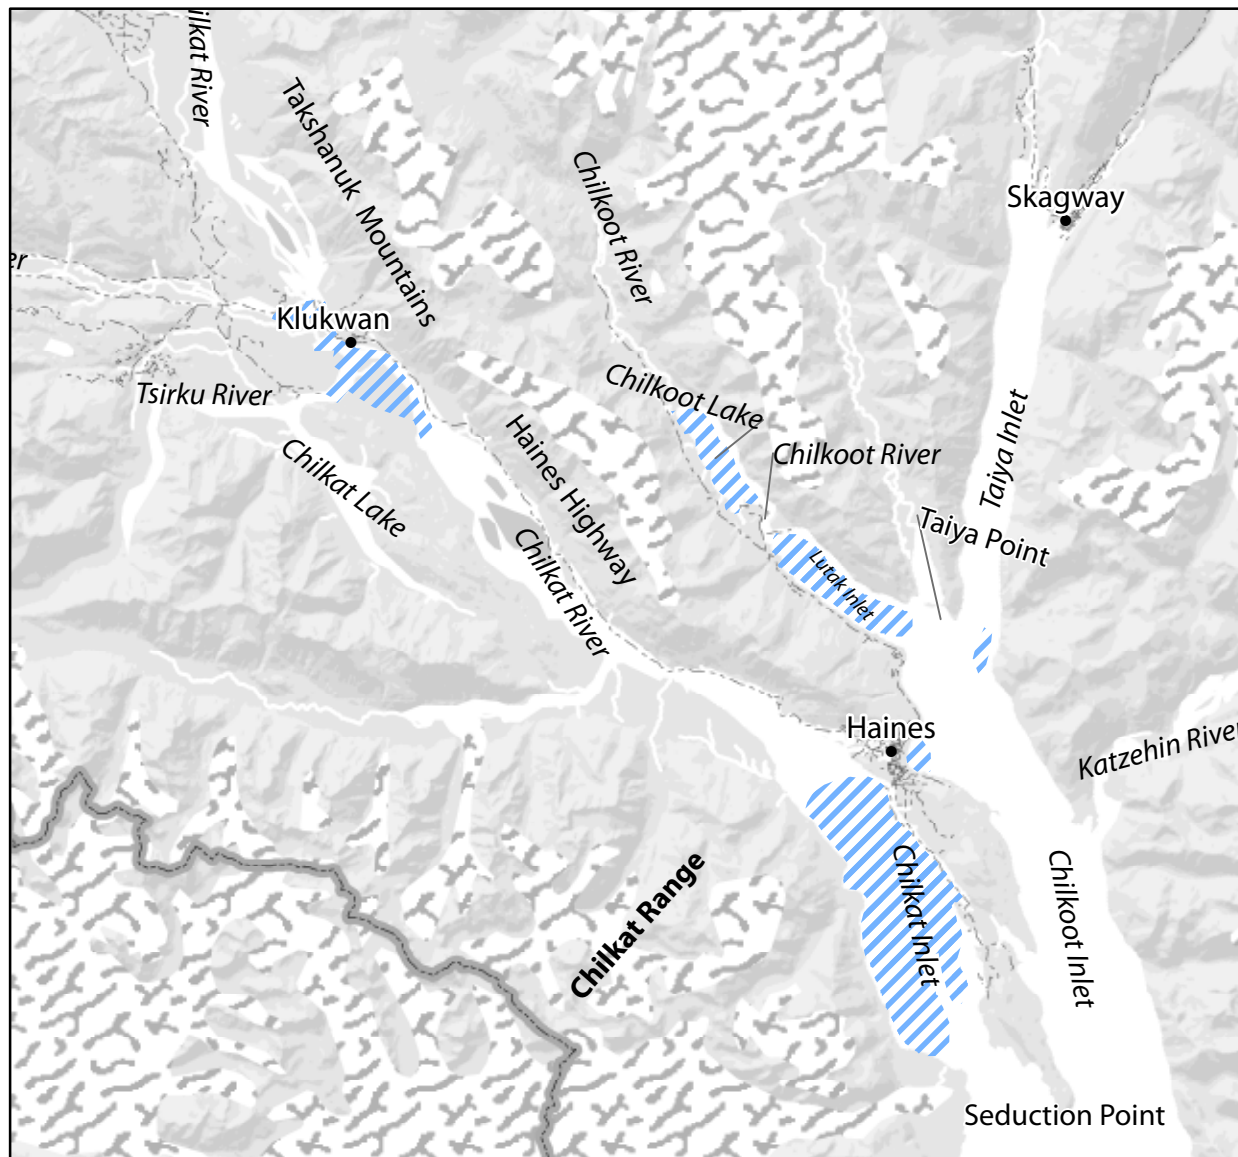 ilkat River
Takshanuk Mountains
Chilkoot River
Skagway
er
Klukwan
Tsirku River
Chilkat Lake
Haines Highway
Chilkat River
Chilkoot Lake
Chilkoot River
Taiya Inlet
Taiya Point
Lutak Inlet
Haines
Katzehin River
Chilkat Range
Chilkat Inlet
Chilkoot Inlet
Seduction Point